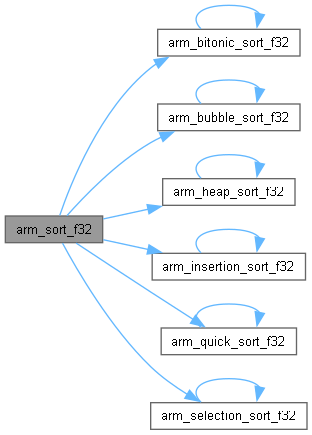 arm_bitonic_sort_f32
arm_bubble_sort_f32
arm_heap_sort_f32
arm_sort_f32
arm_insertion_sort_f32
arm_quick_sort_f32
arm_selection_sort_f32